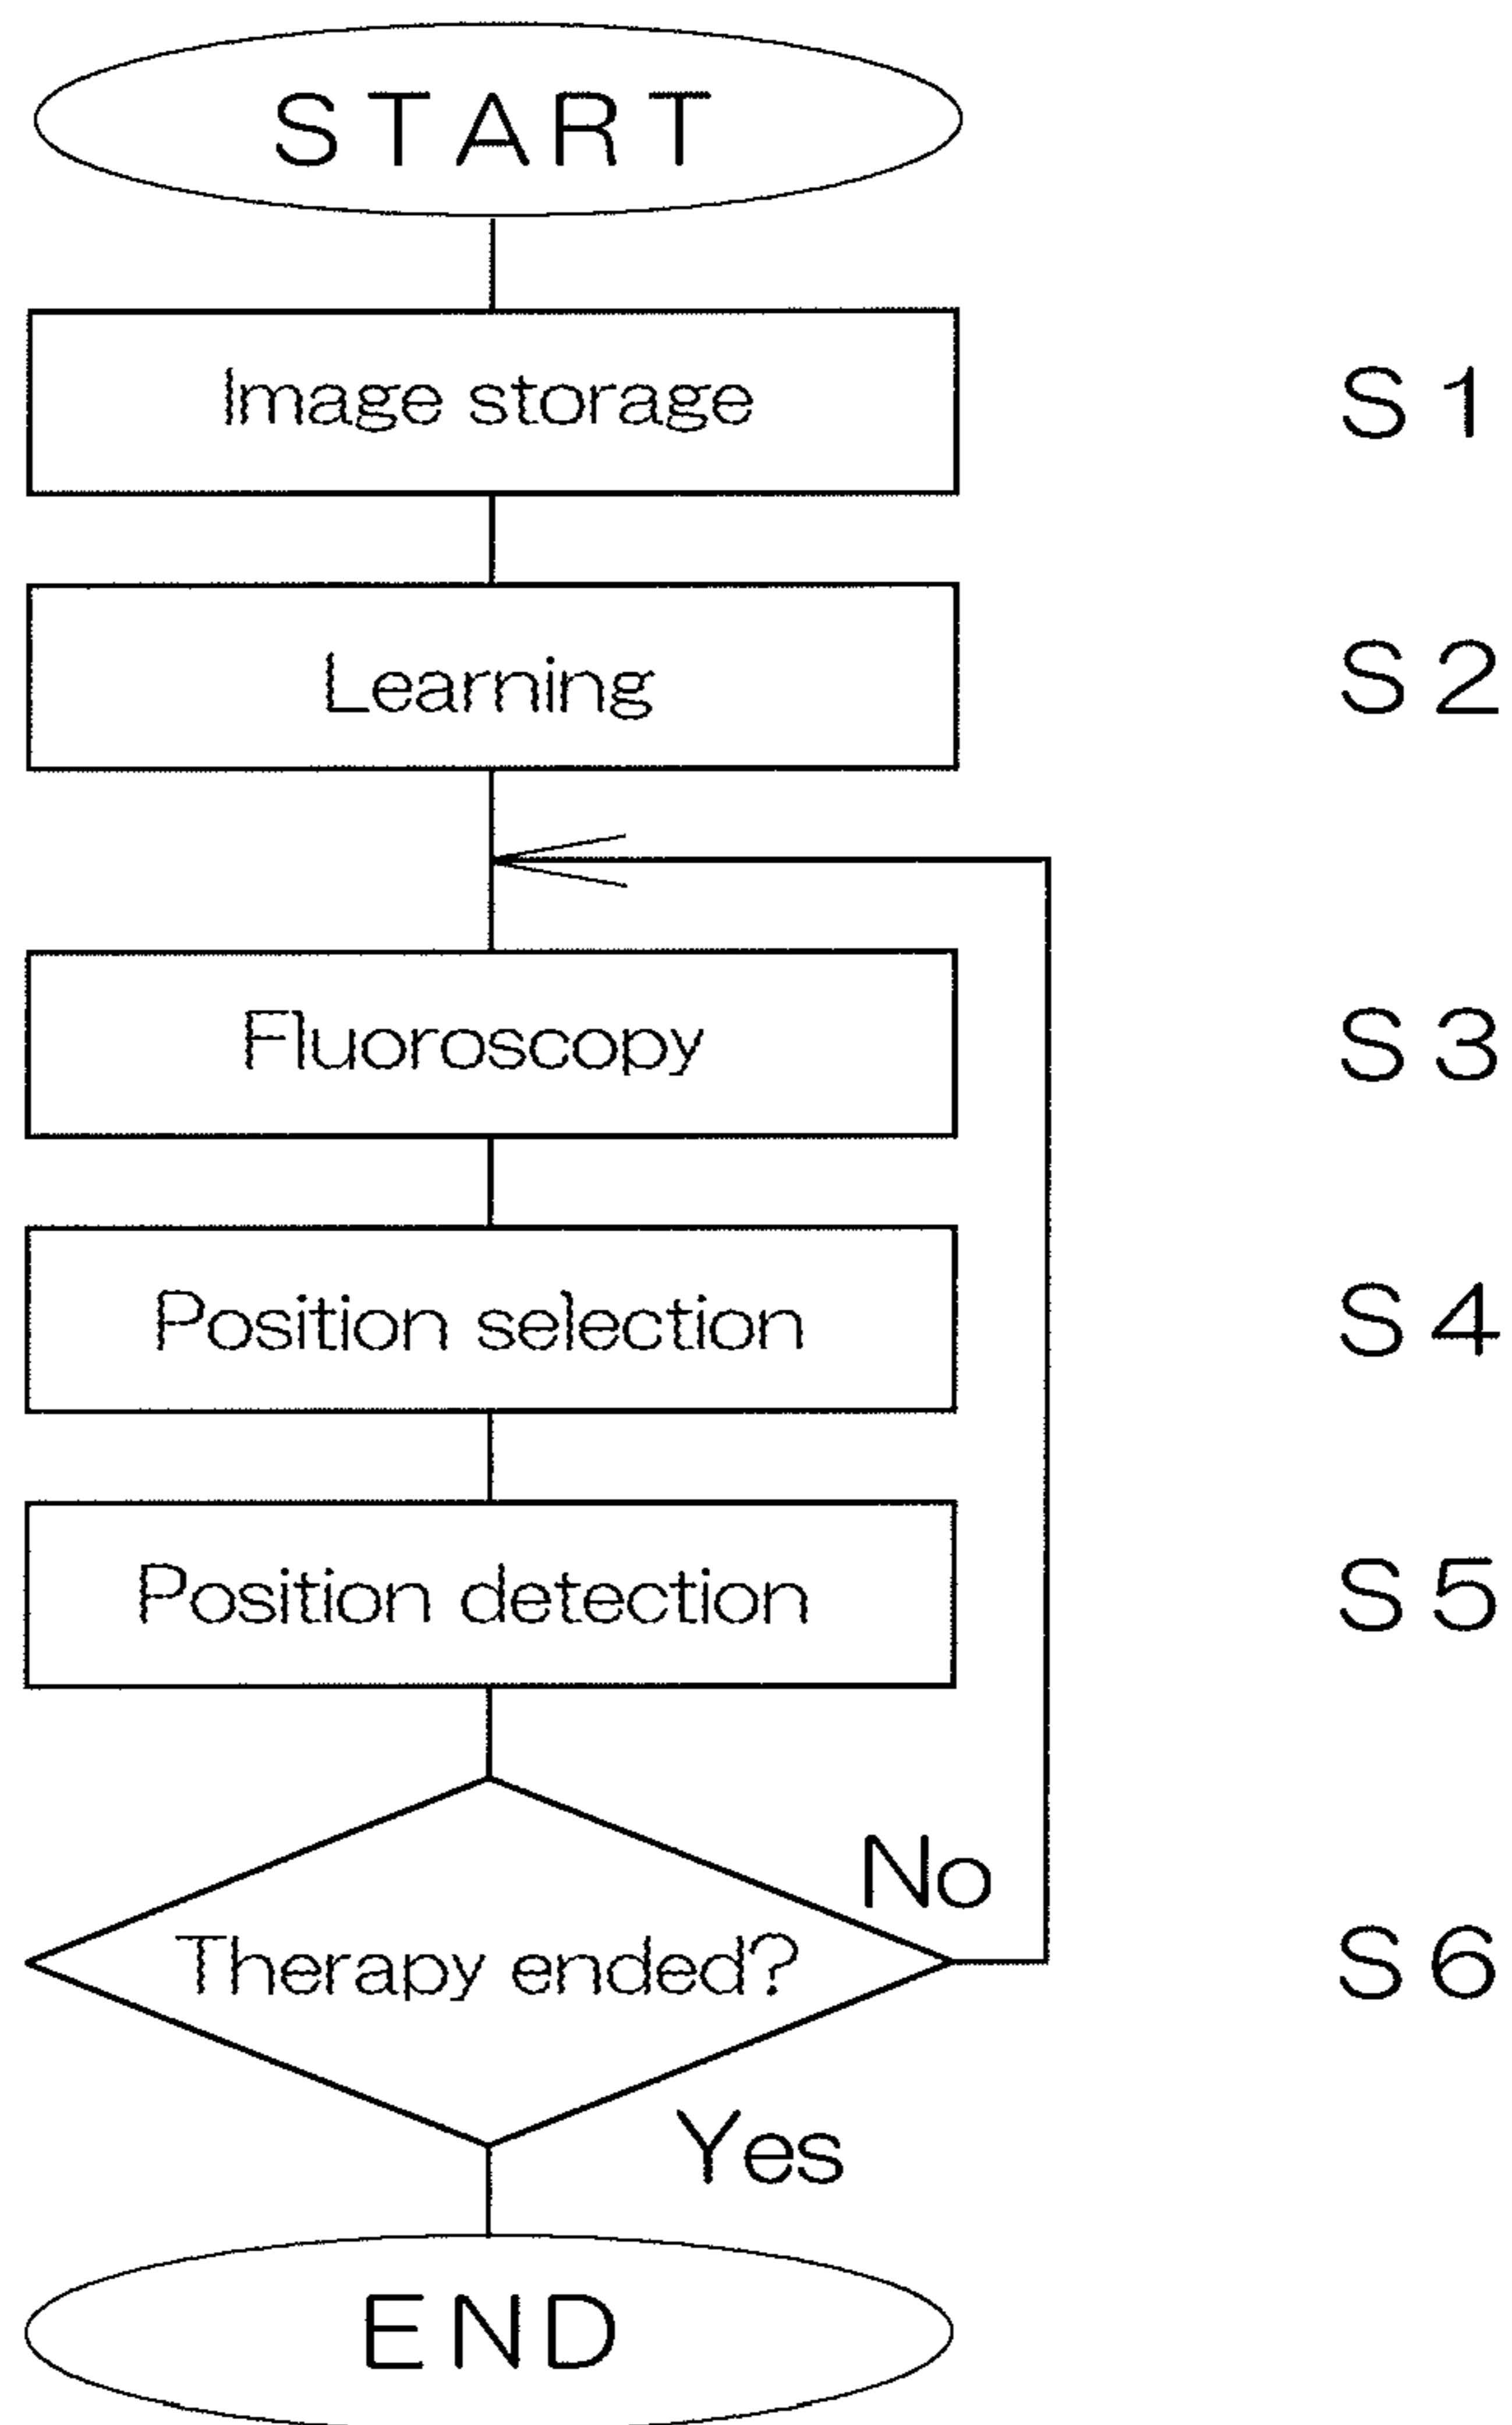 START
Image storage S1
Learning S2
Fluoroscopy S3
Position selection S4
Position detection S5
No
Therapy ended? S6
Yes
END